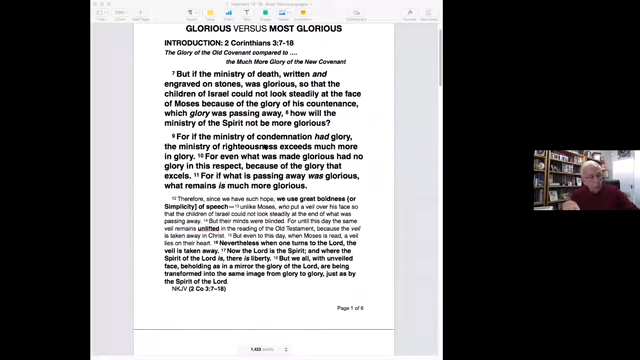 GLORIOUS VERSUS MOST GLORIOUS
INTRODUCTION: 2 Corinthians 3:7-18
The Glory of the Old Covenant compared to ....
the Much More Glory of the New Covenant
7 But if the ministry of death, written and
engraved on stones, was glorious, so that the
children of Israel could not look steadily at the face
of Moses because of the glory of his countenance,
which glory was passing away, 8 how will the
ministry of the Spirit not be more glorious?
9 For if the ministry of condemnation had glory,
the ministry of righteousness exceeds much more
in glory. 10 For even what was made glorious had no
glory in this respect, because of the glory that
excels. 11 For if what is passing away was glorious,
what remains is much more glorious.
12 Therefore, since we have such hope, we use great boldness (or
Simplicity] of speech— 13 unlike Moses, who put a veil over his face so
that the children of Israel could not look steadily at the end of what was
passing away. 14 But their minds were blinded. For until this day the same
veil remains unlifted in the reading of the Old Testament, because the veil
is taken away in Christ. 15 But even to this day, when Moses is read, a veil
lies on their heart. 16 Nevertheless when one turns to the Lord, the
veil is taken away. 17 Now the Lord is the Spirit; and where the
Spirit of the Lord is, there is liberty. 18 But we all, with unveiled
face, beholding as in a mirror the glory of the Lord, are being
transformed into the same image from glory to glory, just as by
the Spirit of the Lord.
NKJV (2 Co 3:7–18)
Page 1 of 6
1,423 words